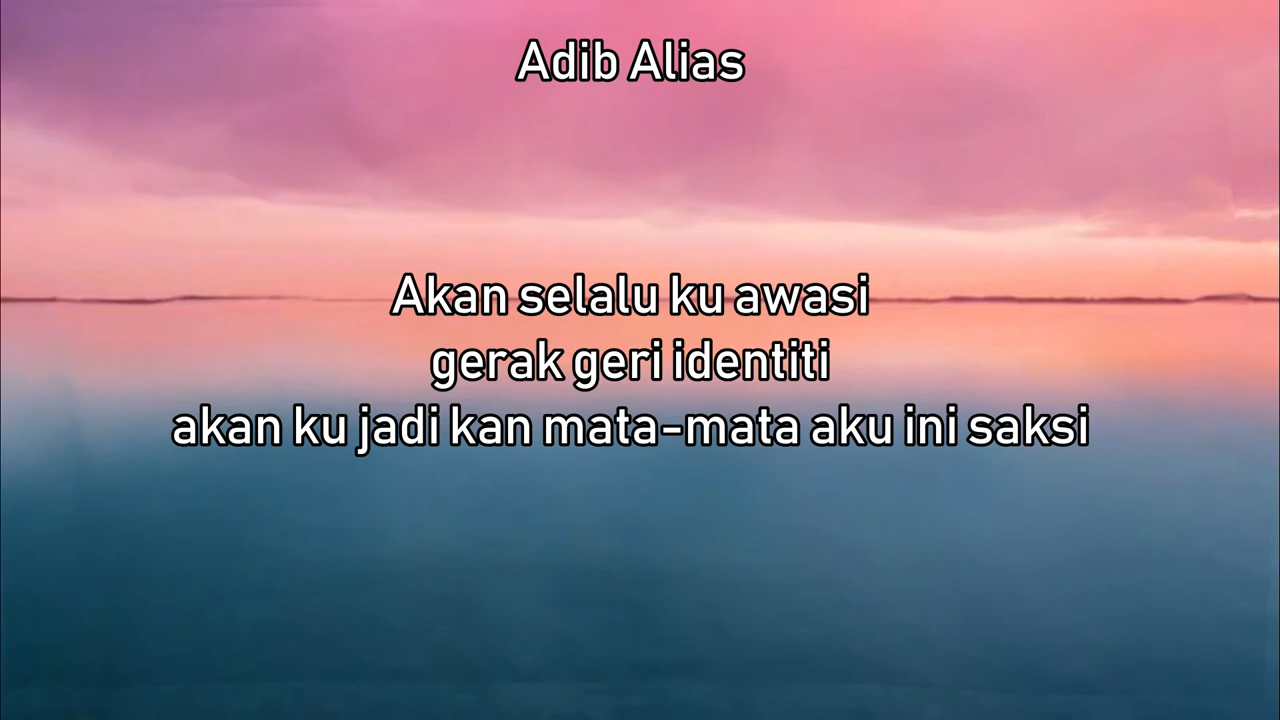 Adib Alias
Akan selalu ku awasi
gerak geri identiti
akan ku jadi kan mata-mata aku ini saksi